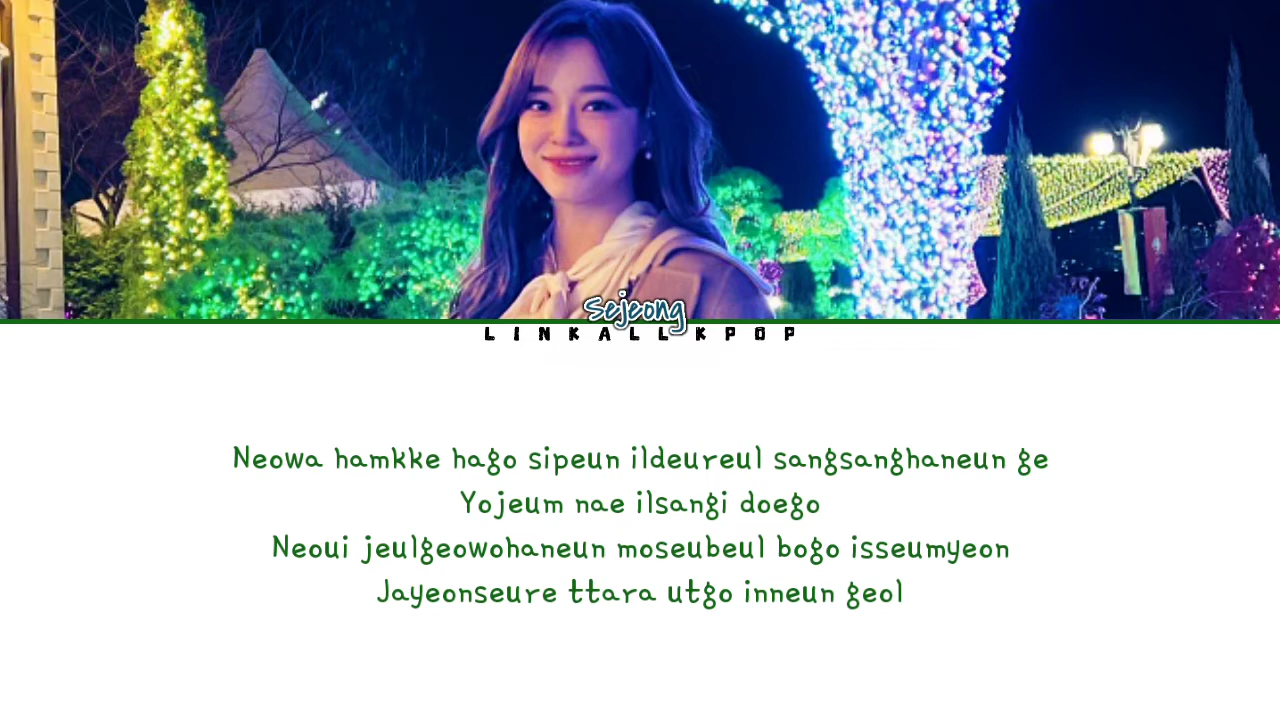 Sejeong
LINKALLKPOP
Neowa hamkke hago sipeun ildeureul sangsanghaneun ge
Yojeum nae ilsangi doego
Neoui jeulgeowohaneun moseubeul bogo isseumyeon
Jayeonseure ttara utgo inneun geol